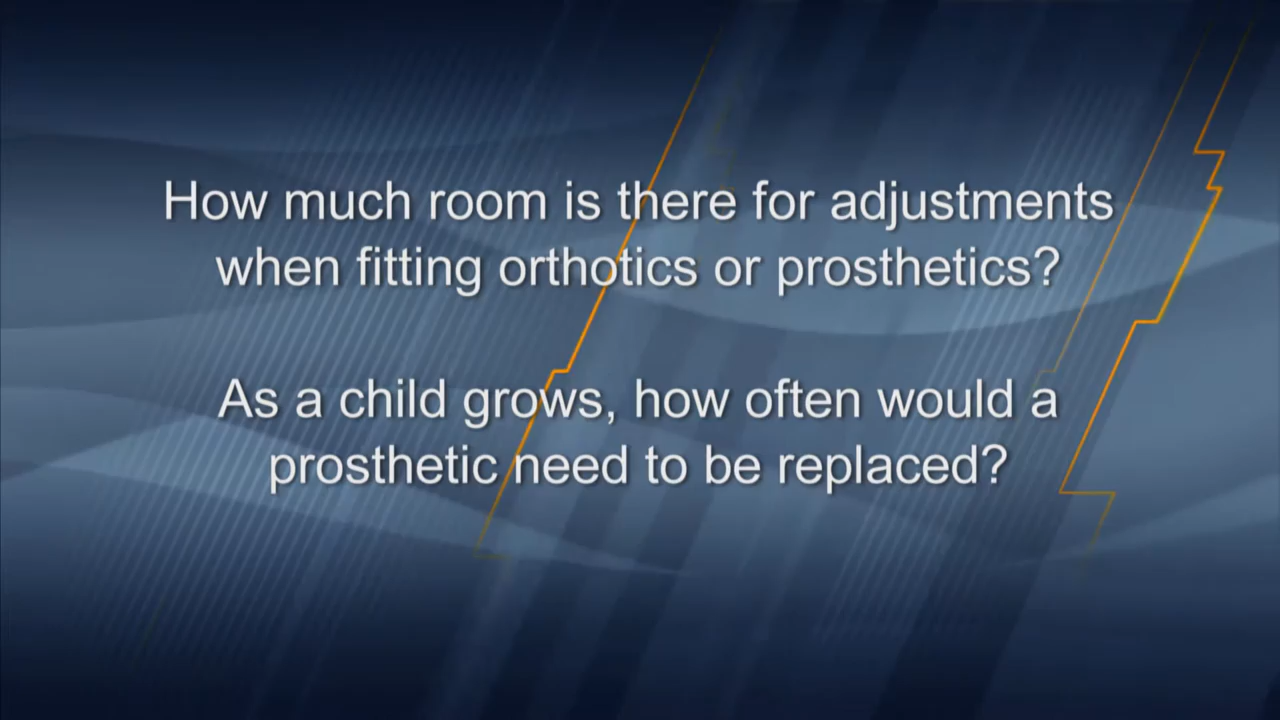 How much room is there for adjustments
when fitting orthotics or prosthetics?
As a child grows, how often would a
prosthetic need to be replaced?